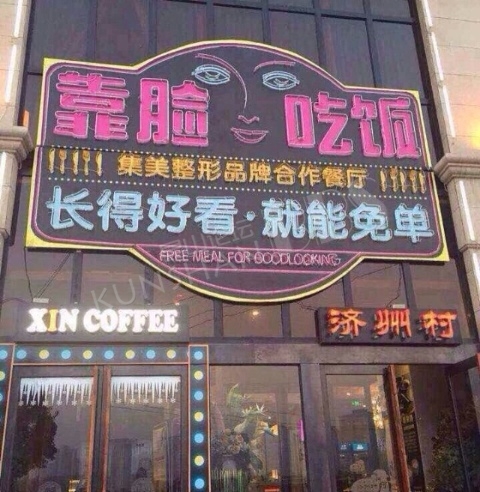 靠脸吃饭
集美整形品牌合作餐厅
长得好看·就能免单
FREE MEAL FOR GOODLOOKING
XIN COFFEE
济州村